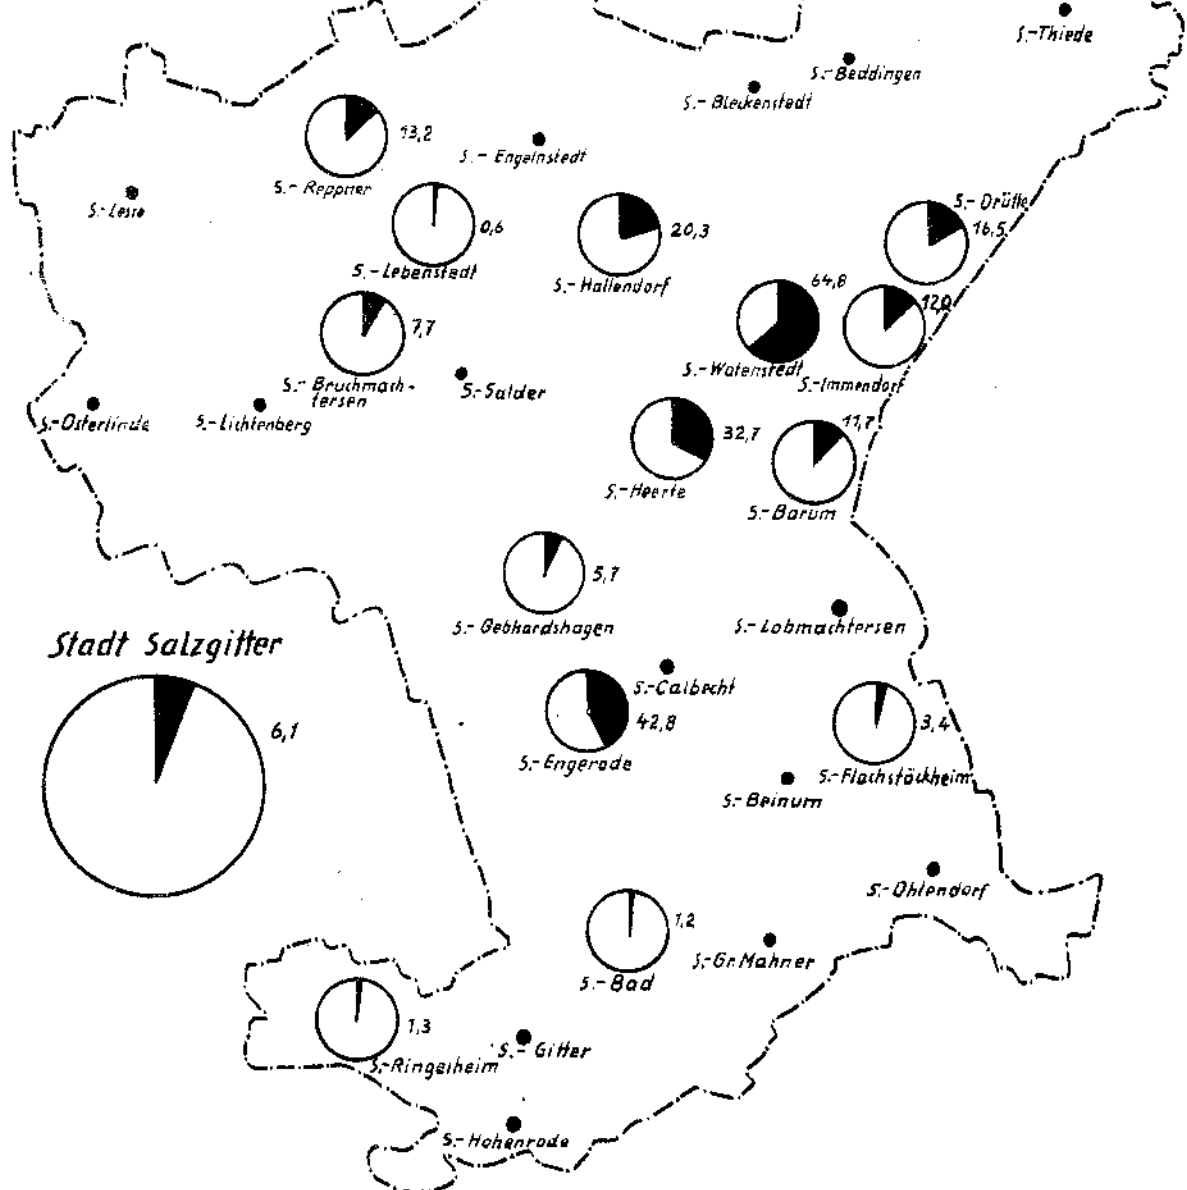 S.-Thiede
S.-Beddingen
S.-Bleckenstedt
13,2
S.- Engelnstedt
S.- Reppner
S.-Lesse
S.- Drütte
16,5
0,6
20,3
S.-Lebenstedt
S.-Hallendorf
64,8
12,0
7,7
S.-Watenstedt
S.-Immendorf
S.- Bruchmach-
tersen
S.-Salder
S.-Osterlinde
S.-Lichtenberg
11,7
32,7
S.-Heerte
S.-Barum
5,7
S.-Gebhardshagen
S.-Lobmachtersen
Stadt Salzgitter
S.-Calbecht
6,1
42,8
3,4
S.-Engerode
S.-Flachstöckheim
S.-Beinum
S.-Ohlendorf
1,2
S.-Gr.Mahner
S.-Bad
1,3
S.- Gitter
S.-Ringelheim
S.-Hohenrode